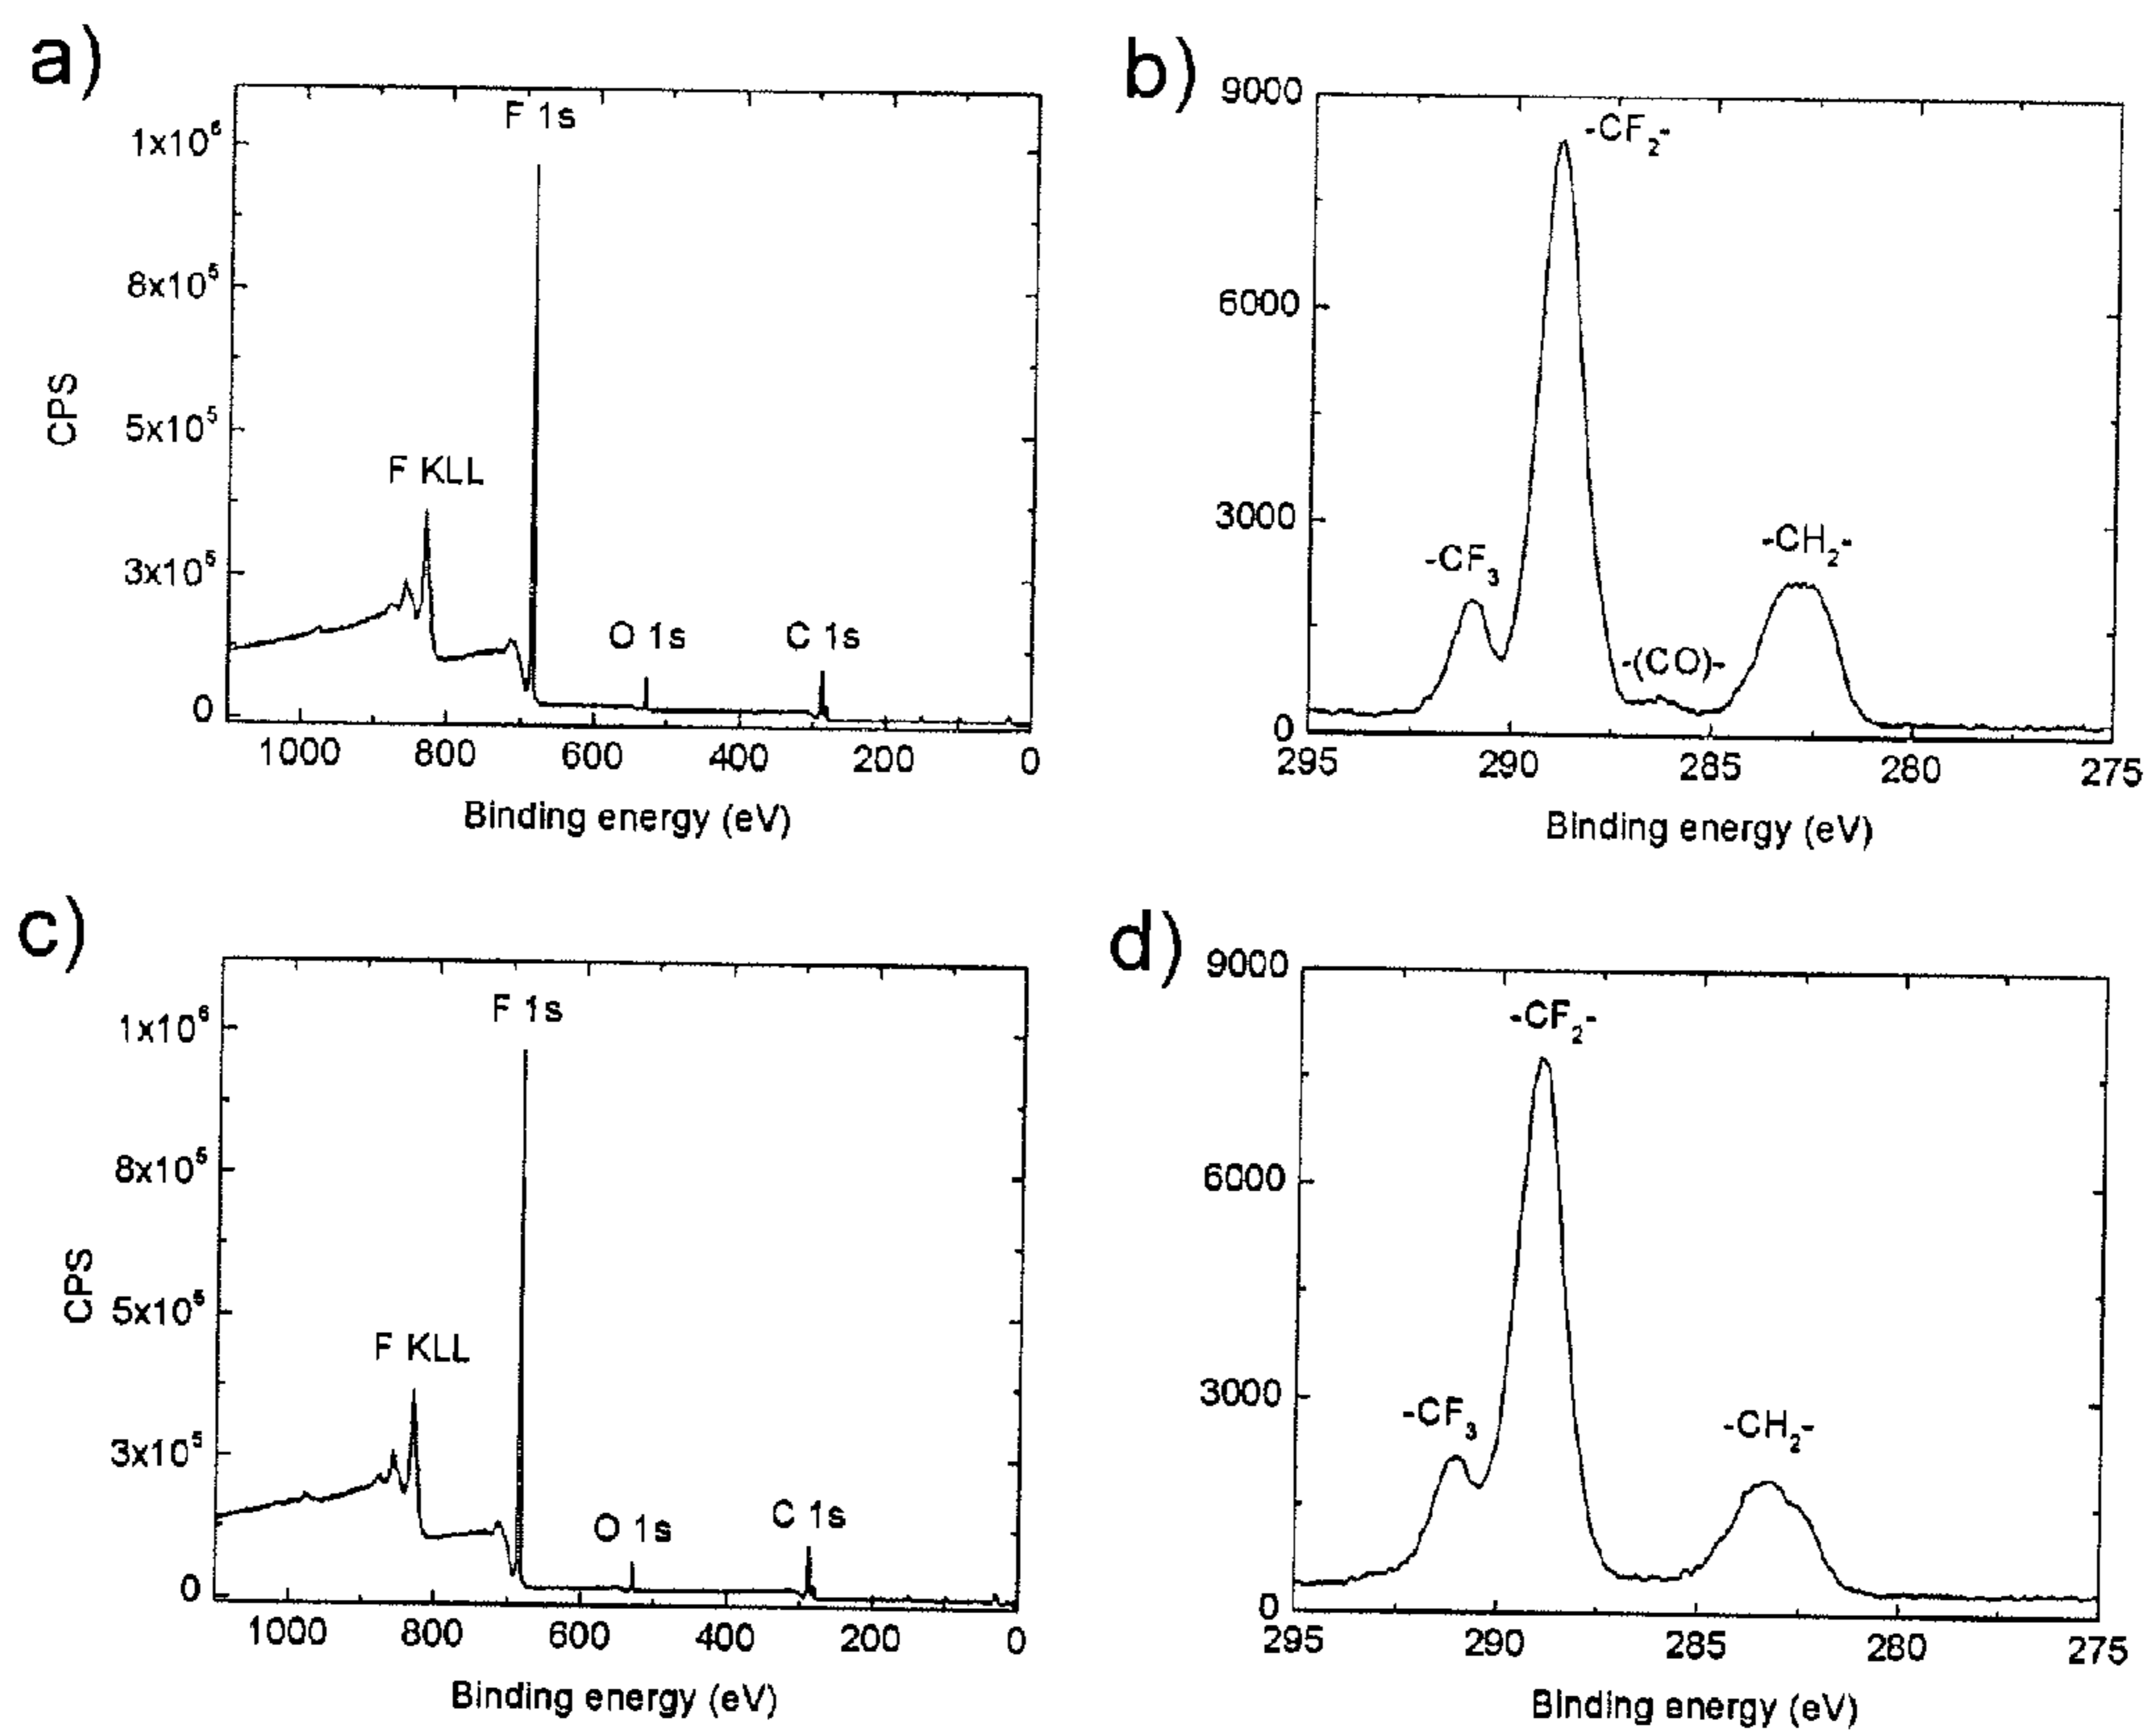 a)
F 1s
1x10⁶
8x10⁵
CPS
5x10⁵
F KLL
3x10⁵
O 1s
C 1s
0
1000 800 600 400 200 0
Binding energy (eV)
b)
9000
-CF₂-
6000
3000
-CF₃
-CH₂-
-(CO)-
0
295 290 285 280 275
Binding energy (eV)
c)
F 1s
1x10⁶
8x10⁵
CPS
5x10⁵
F KLL
3x10⁵
O 1s
C 1s
0
1000 800 600 400 200 0
Binding energy (eV)
d)
9000
-CF₂-
6000
3000
-CF₃
-CH₂-
0
295 290 285 280 275
Binding energy (eV)